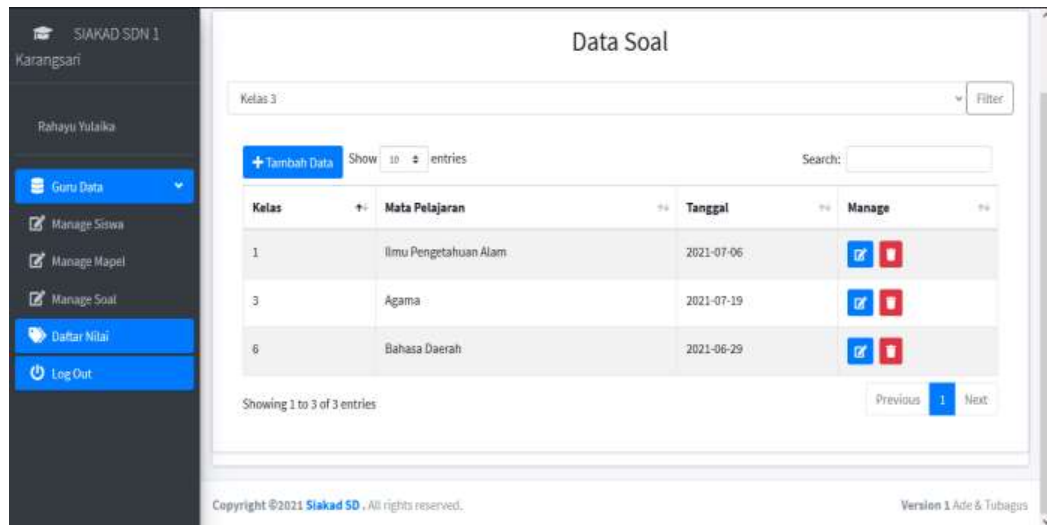 SIAKAD SDN 1
Karangsari
Rahayu Yulaika
Guru Data
Manage Siswa
Manage Mapel
Manage Soal
Daftar Nilai
Log Out
Data Soal
Kelas 3
Filter
Tambah Data Show 10 entries Search:
Kelas Mata Pelajaran Tanggal Manage
1 Ilmu Pengetahuan Alam 2021-07-06
3 Agama 2021-07-19
6 Bahasa Daerah 2021-06-29
Showing 1 to 3 of 3 entries
Previous 1 Next
Copyright ©2021 Siakad SD . All rights reserved.
Version 1 Ade & Tubagus